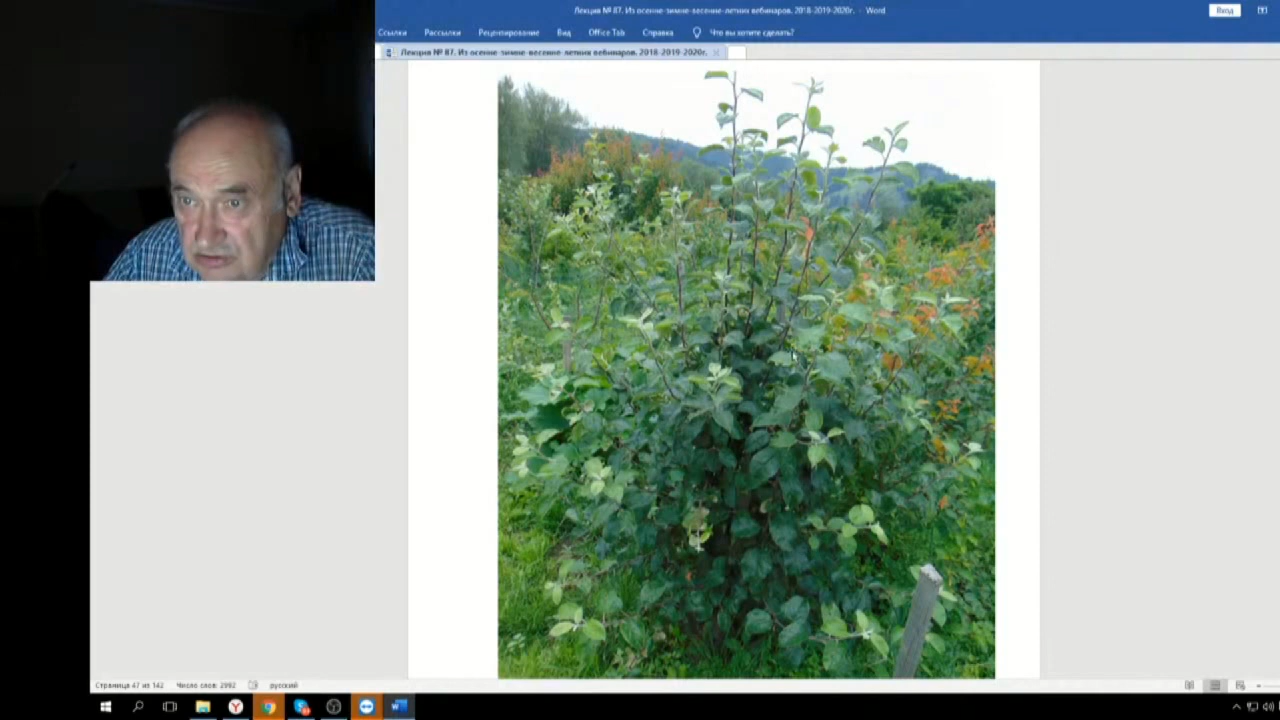 Лекция № 87. Из осенне-зимне-весенне-летних вебинаров. 2018-2019-2020г. - Word
Вход
Ссылки Рассылки Рецензирование Вид Office Tab Справка Что вы хотите сделать?
Лекция № 87. Из осенне-зимне-весенне-летних вебинаров. 2018-2019-2020г.
Страница 47 из 142 Число слов: 2992 русский